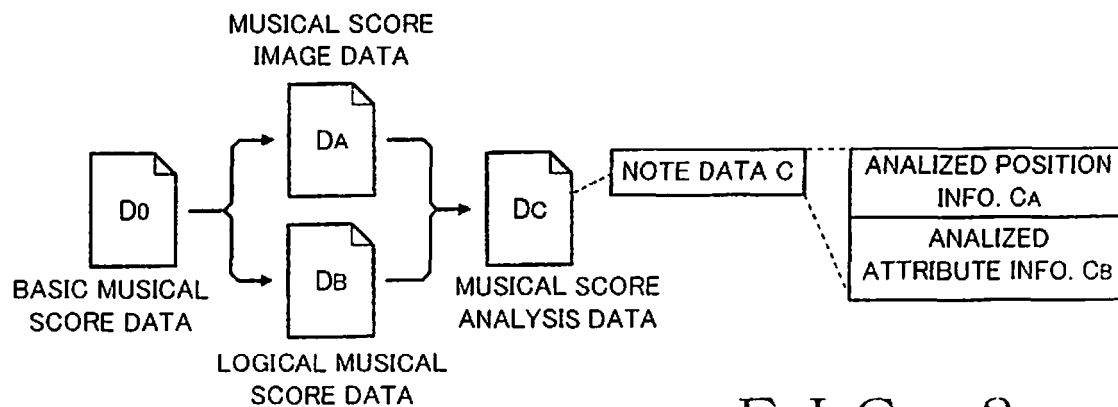 MUSICAL SCORE
IMAGE DATA
DA
D0
BASIC MUSICAL
SCORE DATA
DB
LOGICAL MUSICAL
SCORE DATA
DC
MUSICAL SCORE
ANALYSIS DATA
NOTE DATA C
ANALIZED POSITION
INFO. CA
ANALIZED
ATTRIBUTE INFO. CB